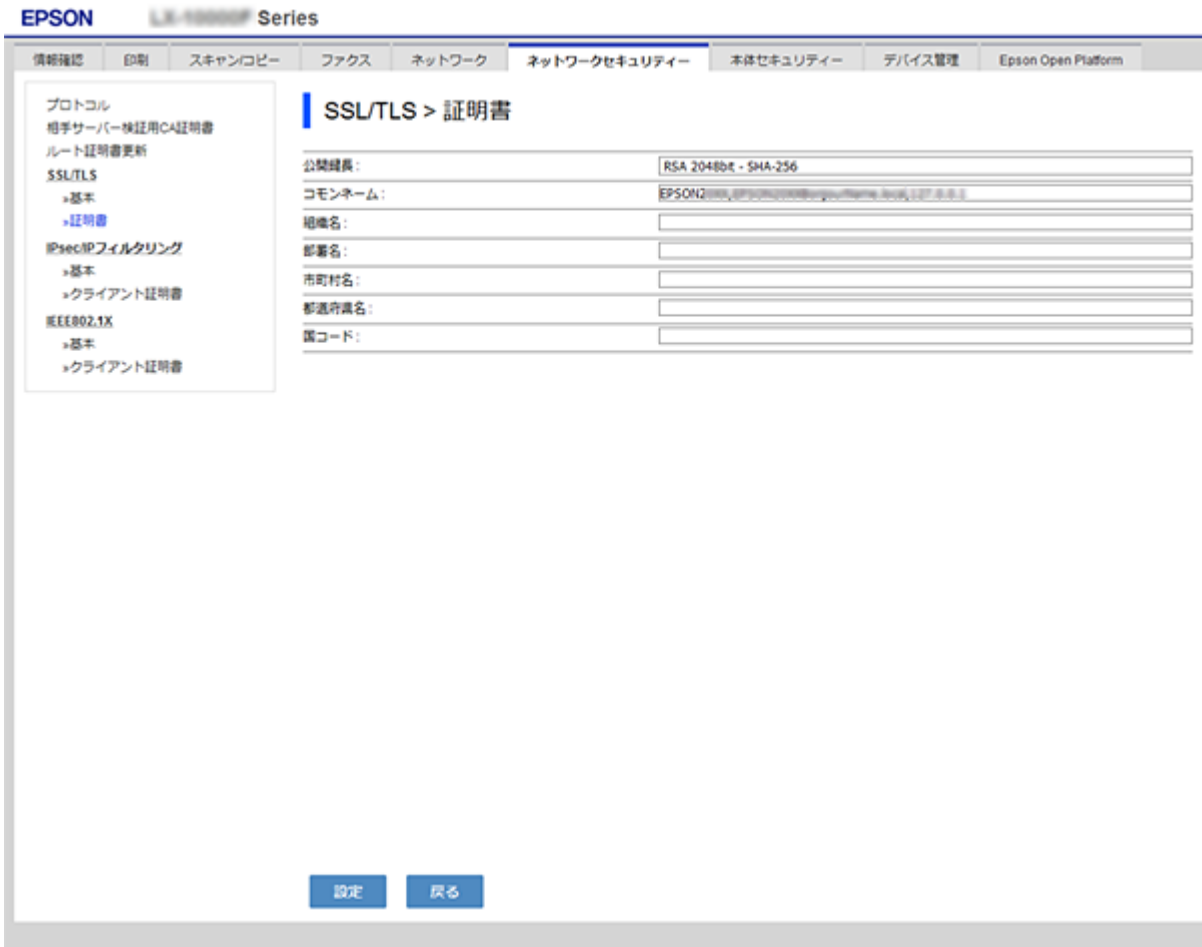 EPSON Series
情報確認 印刷 スキャン/コピー ファクス ネットワーク ネットワークセキュリティー 本体セキュリティー デバイス管理 Epson Open Platform
プロトコル
相手サーバー検証用CA証明書
ルート証明書更新
SSL/TLS
»基本
»証明書
IPsec/IPフィルタリング
»基本
»クライアント証明書
IEEE802.1X
»基本
»クライアント証明書
SSL/TLS > 証明書
公開鍵長 : RSA 2048bit - SHA-256
コモンネーム :
組織名 :
部署名 :
市町村名 :
都道府県名 :
国コード :
設定 戻る